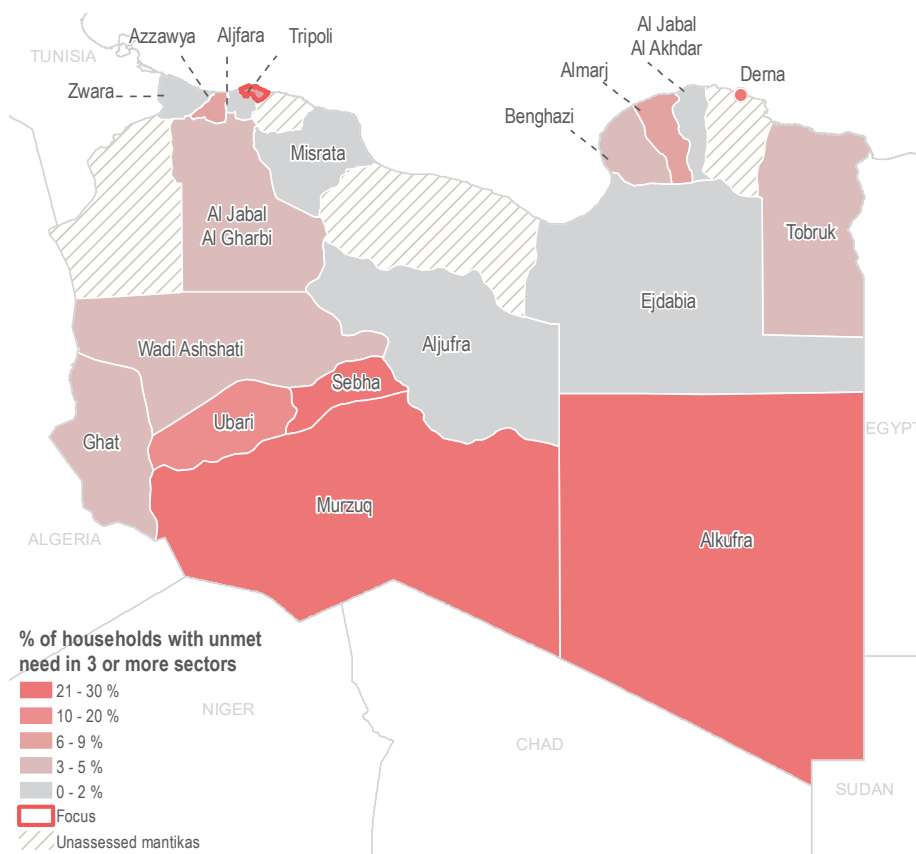 Al Jabal
Al Akhdar
Azzawya
Aljfara
Tripoli
TUNISIA
Almarj
Derna
Zwara
Benghazi
Misrata
Al Jabal
Al Gharbi
Tobruk
Ejdabia
Wadi Ashshati
Aljufra
Sebha
Ubari
Ghat
EGYPT
Murzuq
Alkufra
ALGERIA
% of households with unmet
need in 3 or more sectors
21 - 30 %
10 - 20 %
6 - 9 %
3 - 5 %
0 - 2 %
Focus
Unassessed mantikas
NIGER
CHAD
SUDAN